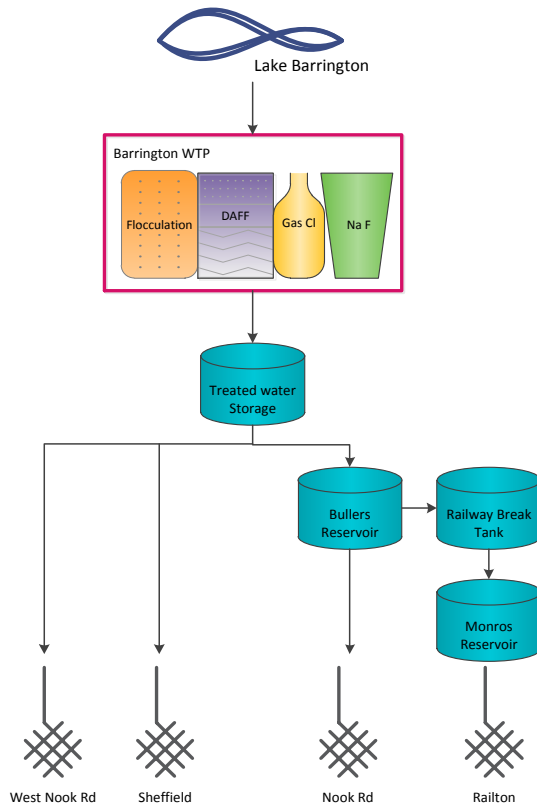 Lake Barrington
Barrington WTP
Flocculation
DAFF
Gas Cl
Na F
Treated water
Storage
Bullers
Reservoir
Railway Break
Tank
Monros
Reservoir
West Nook Rd
Sheffield
Nook Rd
Railton